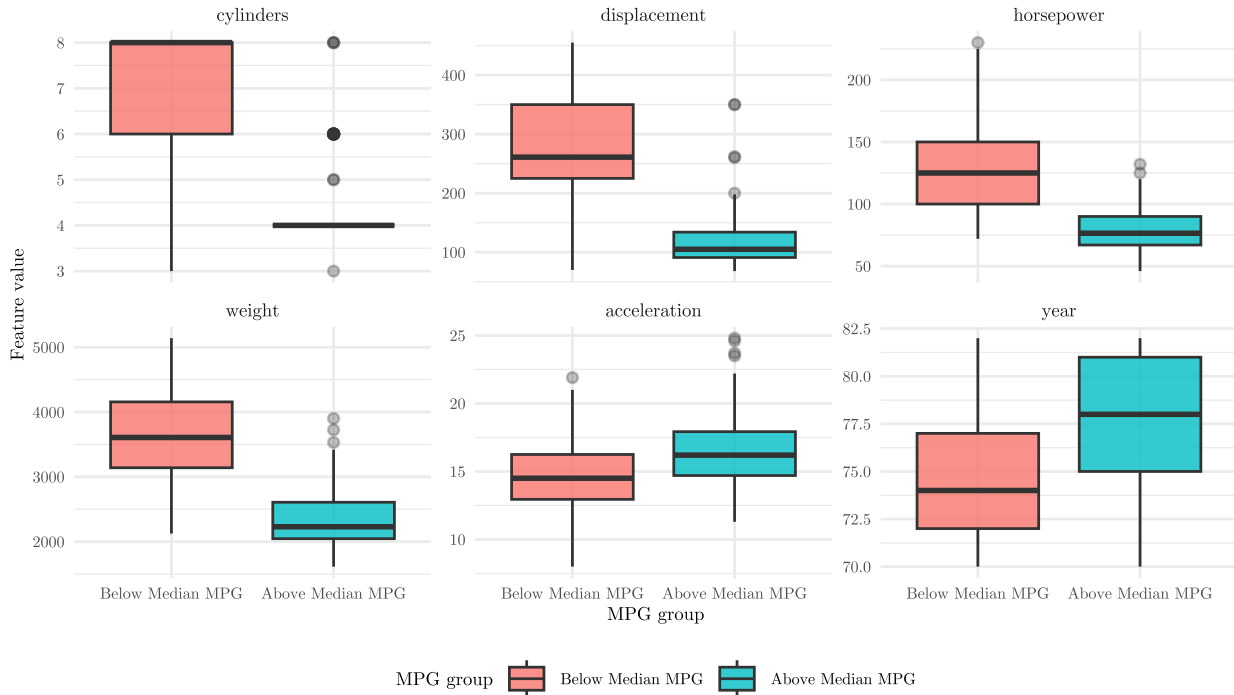 cylinders
displacement
horsepower
8
7
6
5
4
3
400
300
200
100
200
150
100
50
Feature value
weight
acceleration
year
5000
4000
3000
2000
25
20
15
10
82.5
80.0
77.5
75.0
72.5
70.0
Below Median MPG Above Median MPG
Below Median MPG Above Median MPG
Below Median MPG Above Median MPG
MPG group
MPG group Below Median MPG Above Median MPG